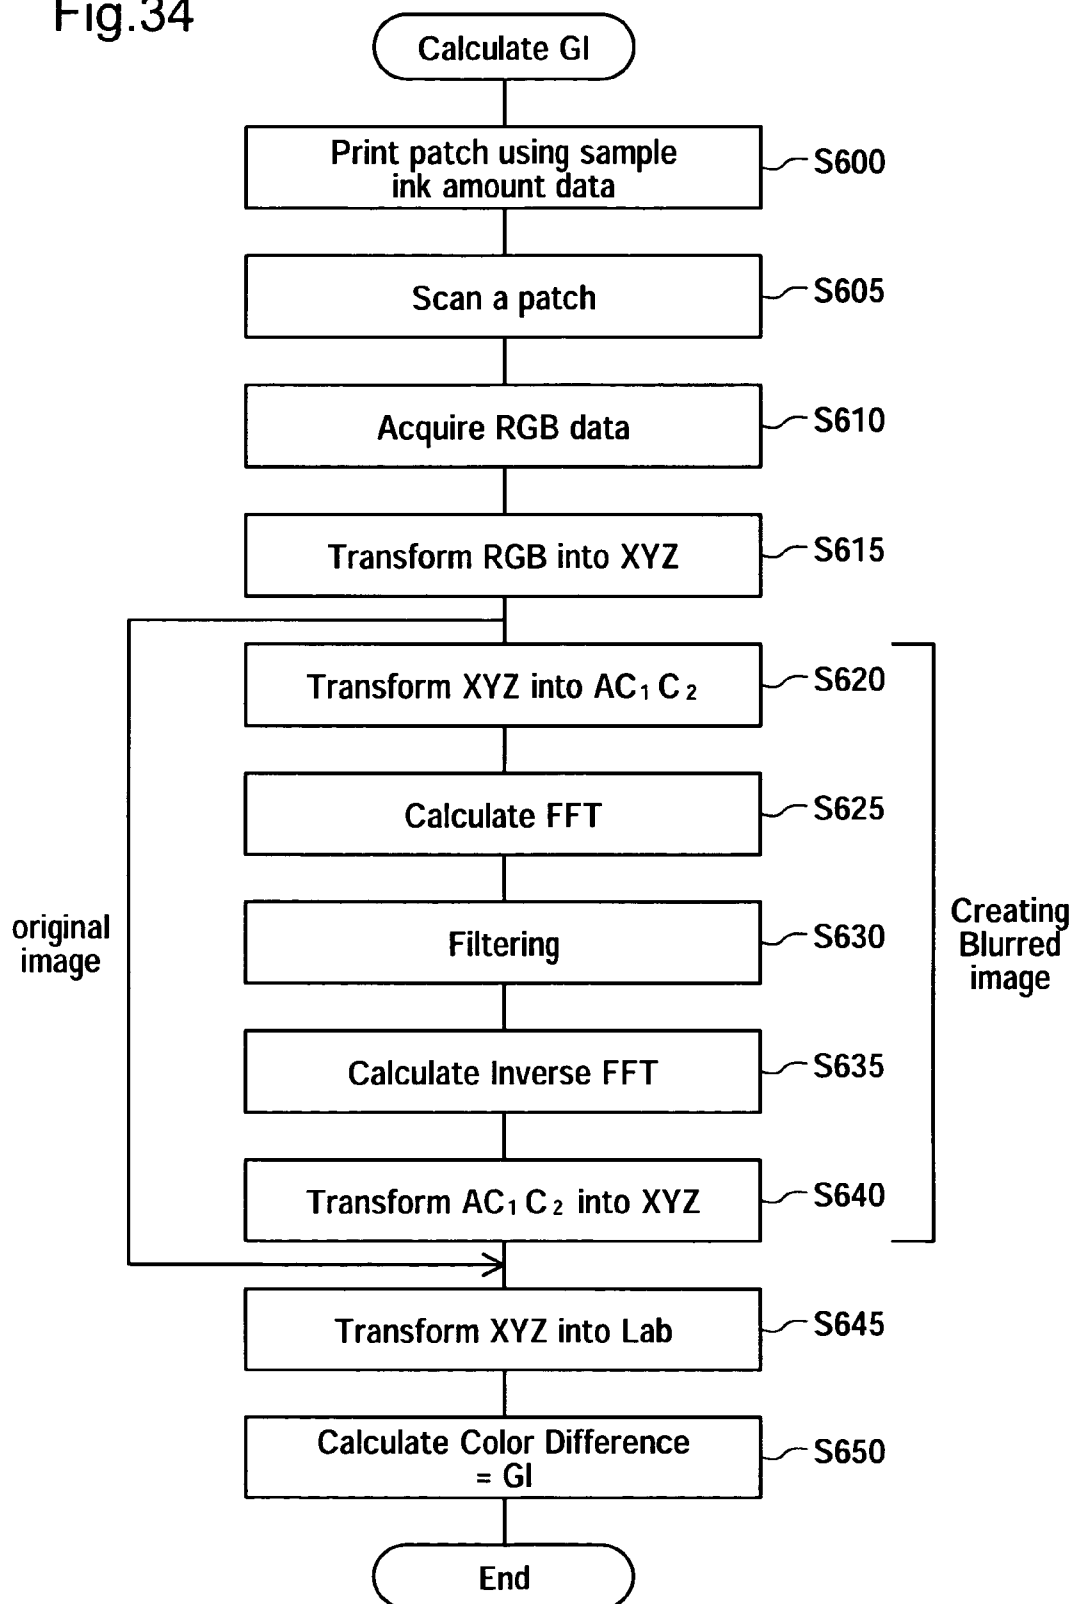 Fig.34
Calculate GI
Print patch using sample
ink amount data
S600
Scan a patch
S605
Acquire RGB data
S610
Transform RGB into XYZ
S615
Transform XYZ into AC₁C₂
S620
Calculate FFT
S625
Filtering
S630
Calculate Inverse FFT
S635
Transform AC₁C₂ into XYZ
S640
original
image
Creating
Blurred
image
Transform XYZ into Lab
S645
Calculate Color Difference
= GI
S650
End